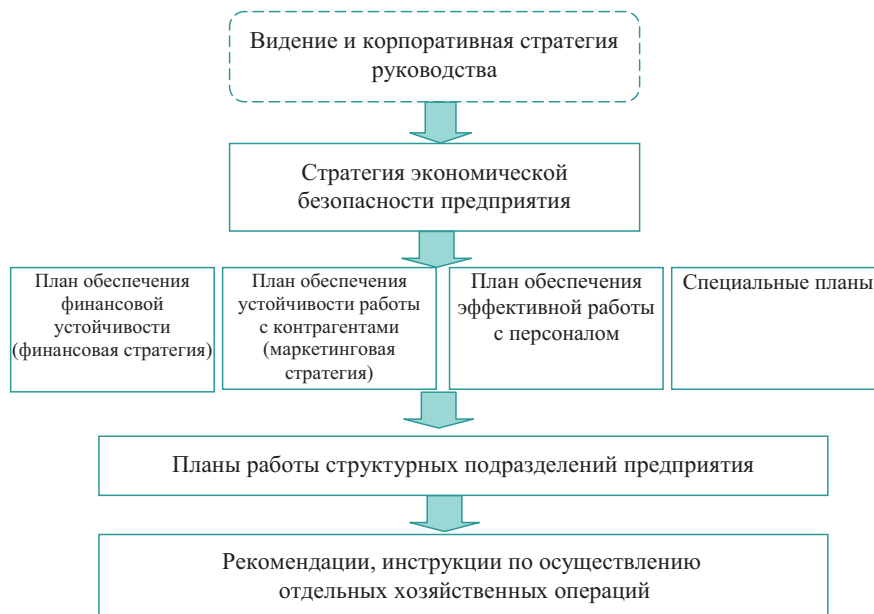 Видение и корпоративная стратегия
руководства
Стратегия экономической
безопасности предприятия
План обеспечения
финансовой
устойчивости
(финансовая стратегия)
План обеспечения
устойчивости работы
с контрагентами
(маркетинговая
стратегия)
План обеспечения
эффективной работы
с персоналом
Специальные планы
Планы работы структурных подразделений предприятия
Рекомендации, инструкции по осуществлению
отдельных хозяйственных операций